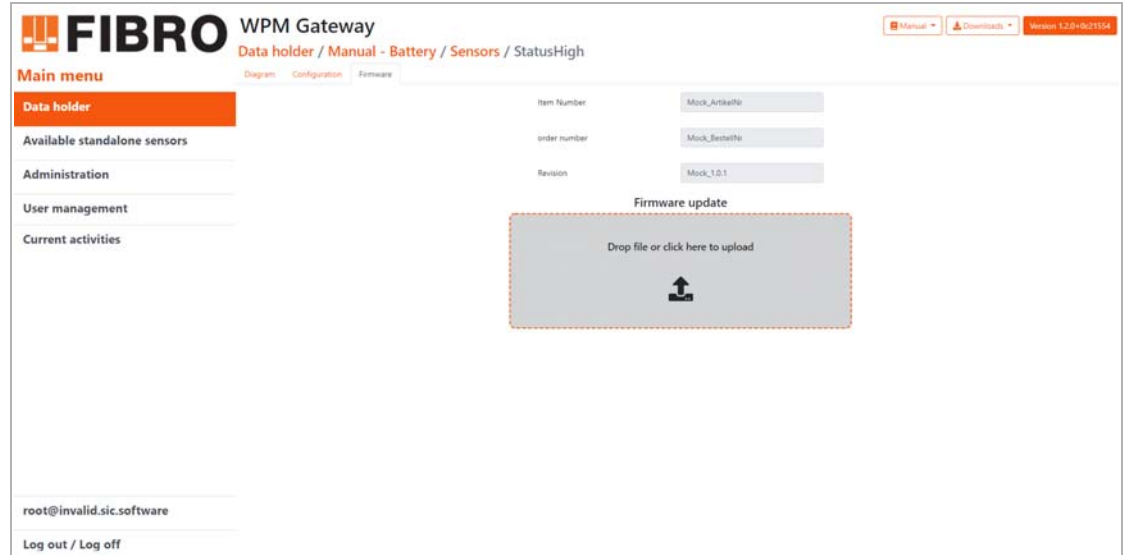 FIBRO
WPM Gateway
Manual
Downloads
Version 1.2.0+0c21554
Data holder / Manual - Battery / Sensors / StatusHigh
Main menu
Diagram
Configuration
Firmware
Data holder
Available standalone sensors
Administration
User management
Current activities
Item Number
Mock_ArtikelNr
order number
Mock_BestellNr
Revision
Mock_1.0.1
Firmware update
Drop file or click here to upload
root@invalid.sic.software
Log out / Log off